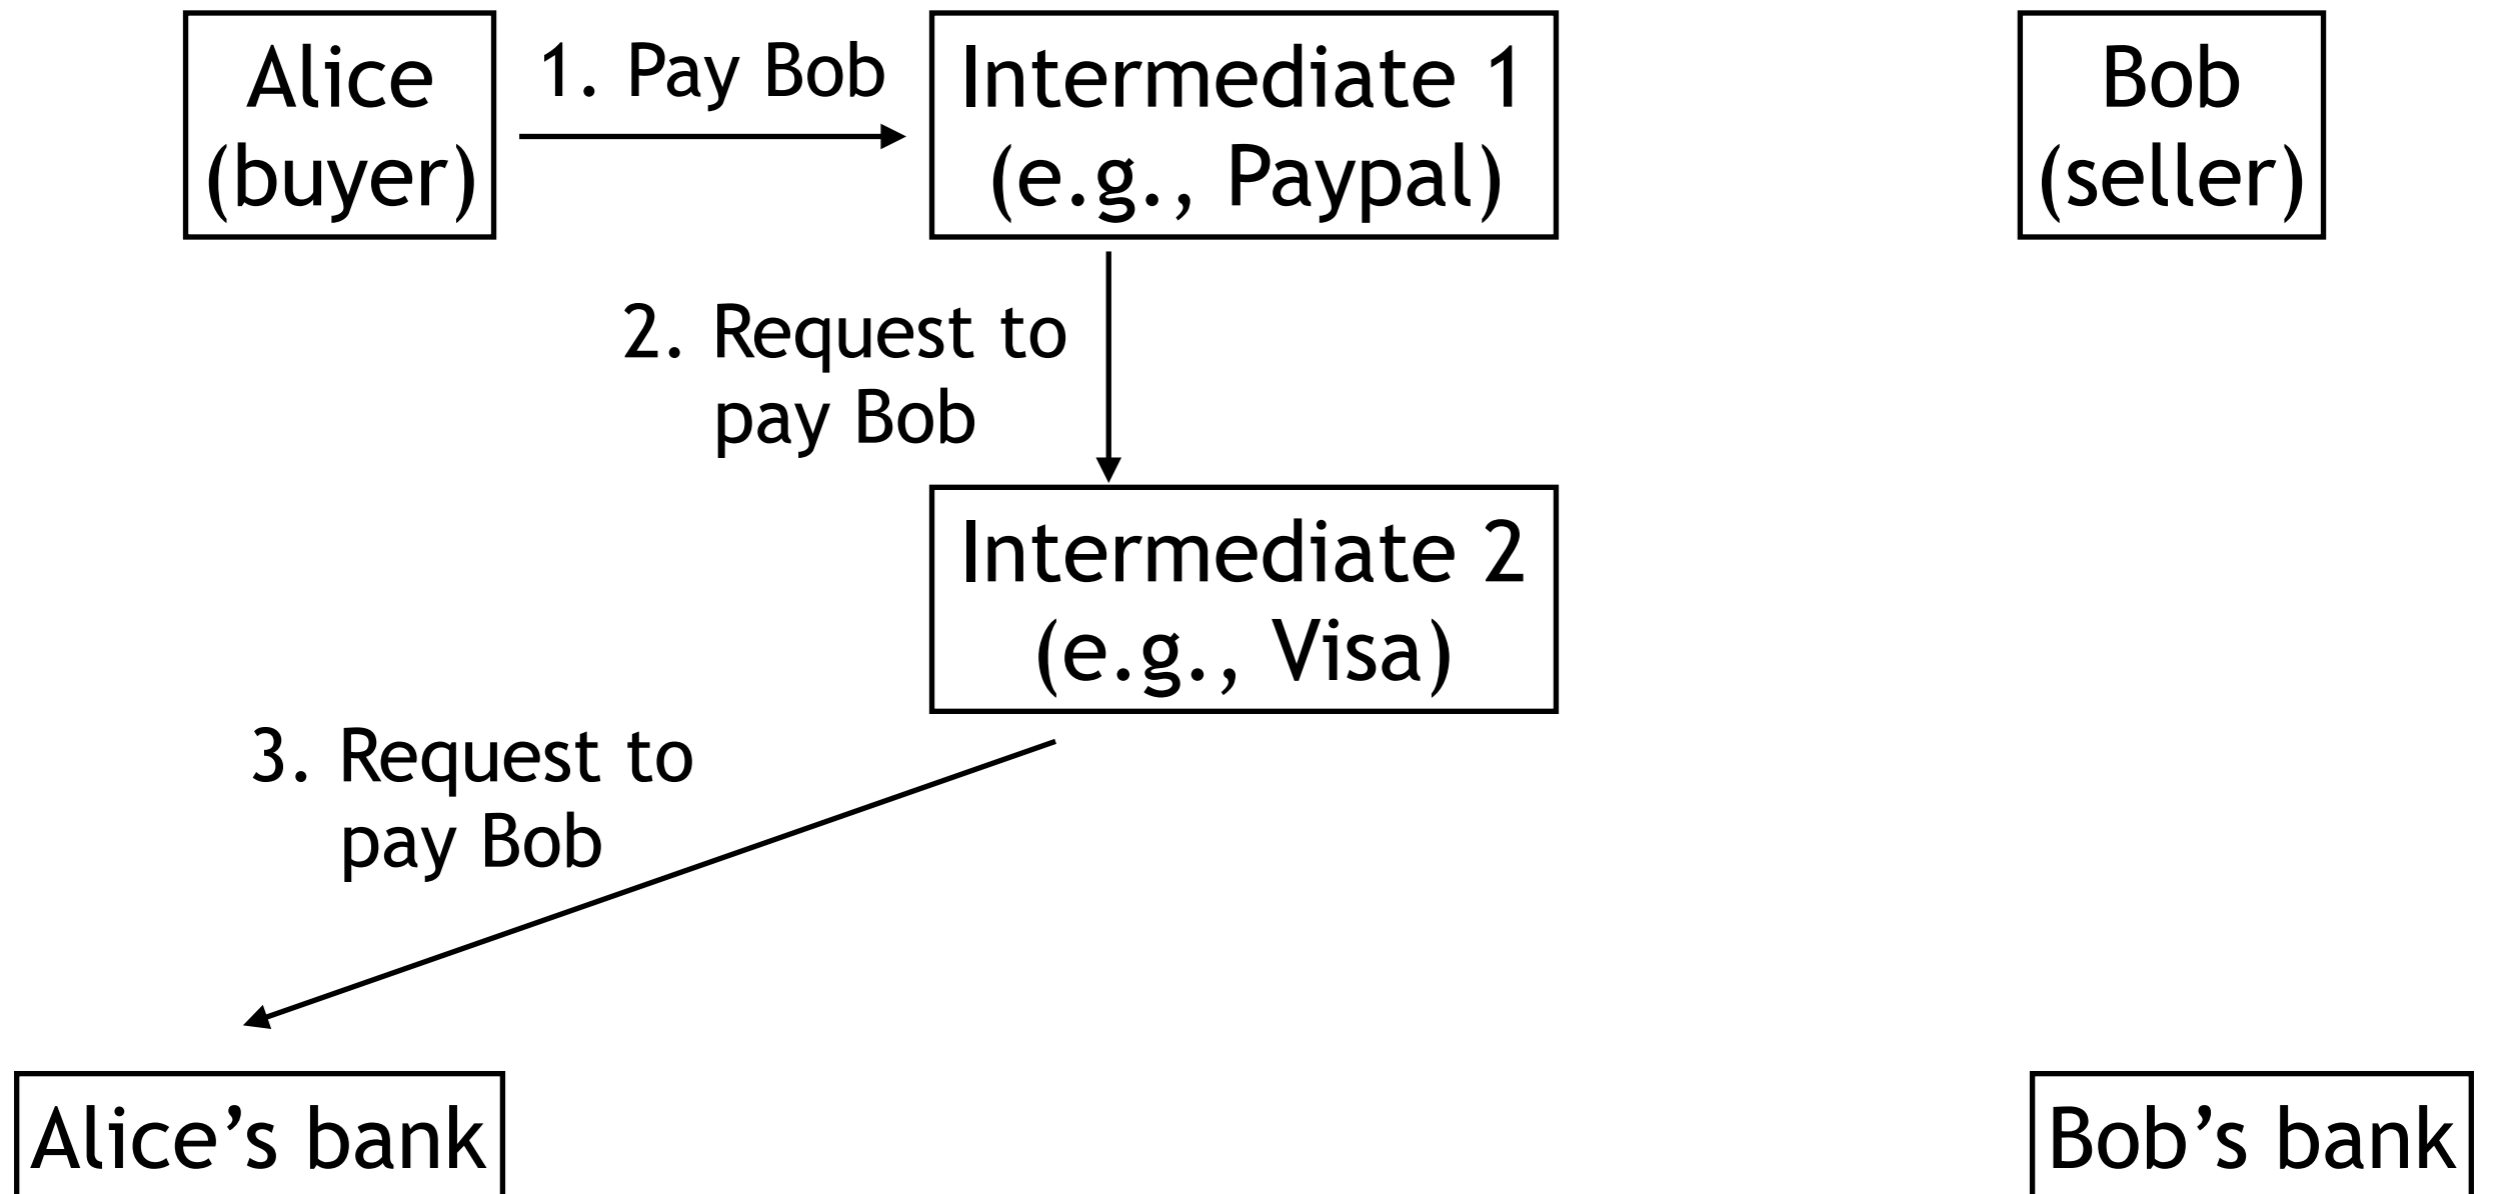 Alice
(buyer)
1. Pay Bob
Intermediate 1
(e.g., Paypal)
Bob
(seller)
2. Request to
pay Bob
Intermediate 2
(e.g., Visa)
3. Request to
pay Bob
Alice’s bank
Bob’s bank